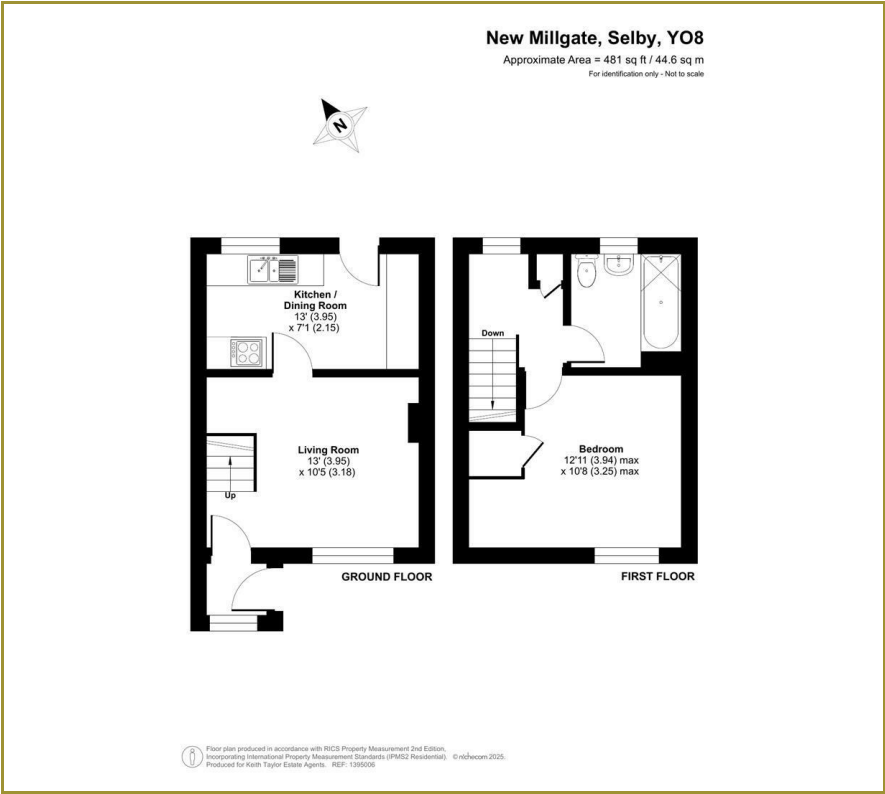 New Millgate, Selby, YO8
Approximate Area = 481 sq ft / 44.6 sq m
For identification only - Not to scale
N
Kitchen /
Dining Room
13' (3.95)
x 7'1 (2.15)
Living Room
13' (3.95)
x 10'5 (3.18)
Up
GROUND FLOOR
Down
Bedroom
12'11 (3.94) max
x 10'8 (3.25) max
FIRST FLOOR
Floor plan produced in accordance with RICS Property Measurement 2nd Edition,
Incorporating International Property Measurement Standards (IPMS2 Residential). © nichecom 2025.
Produced for Keith Taylor Estate Agents. REF: 1395006